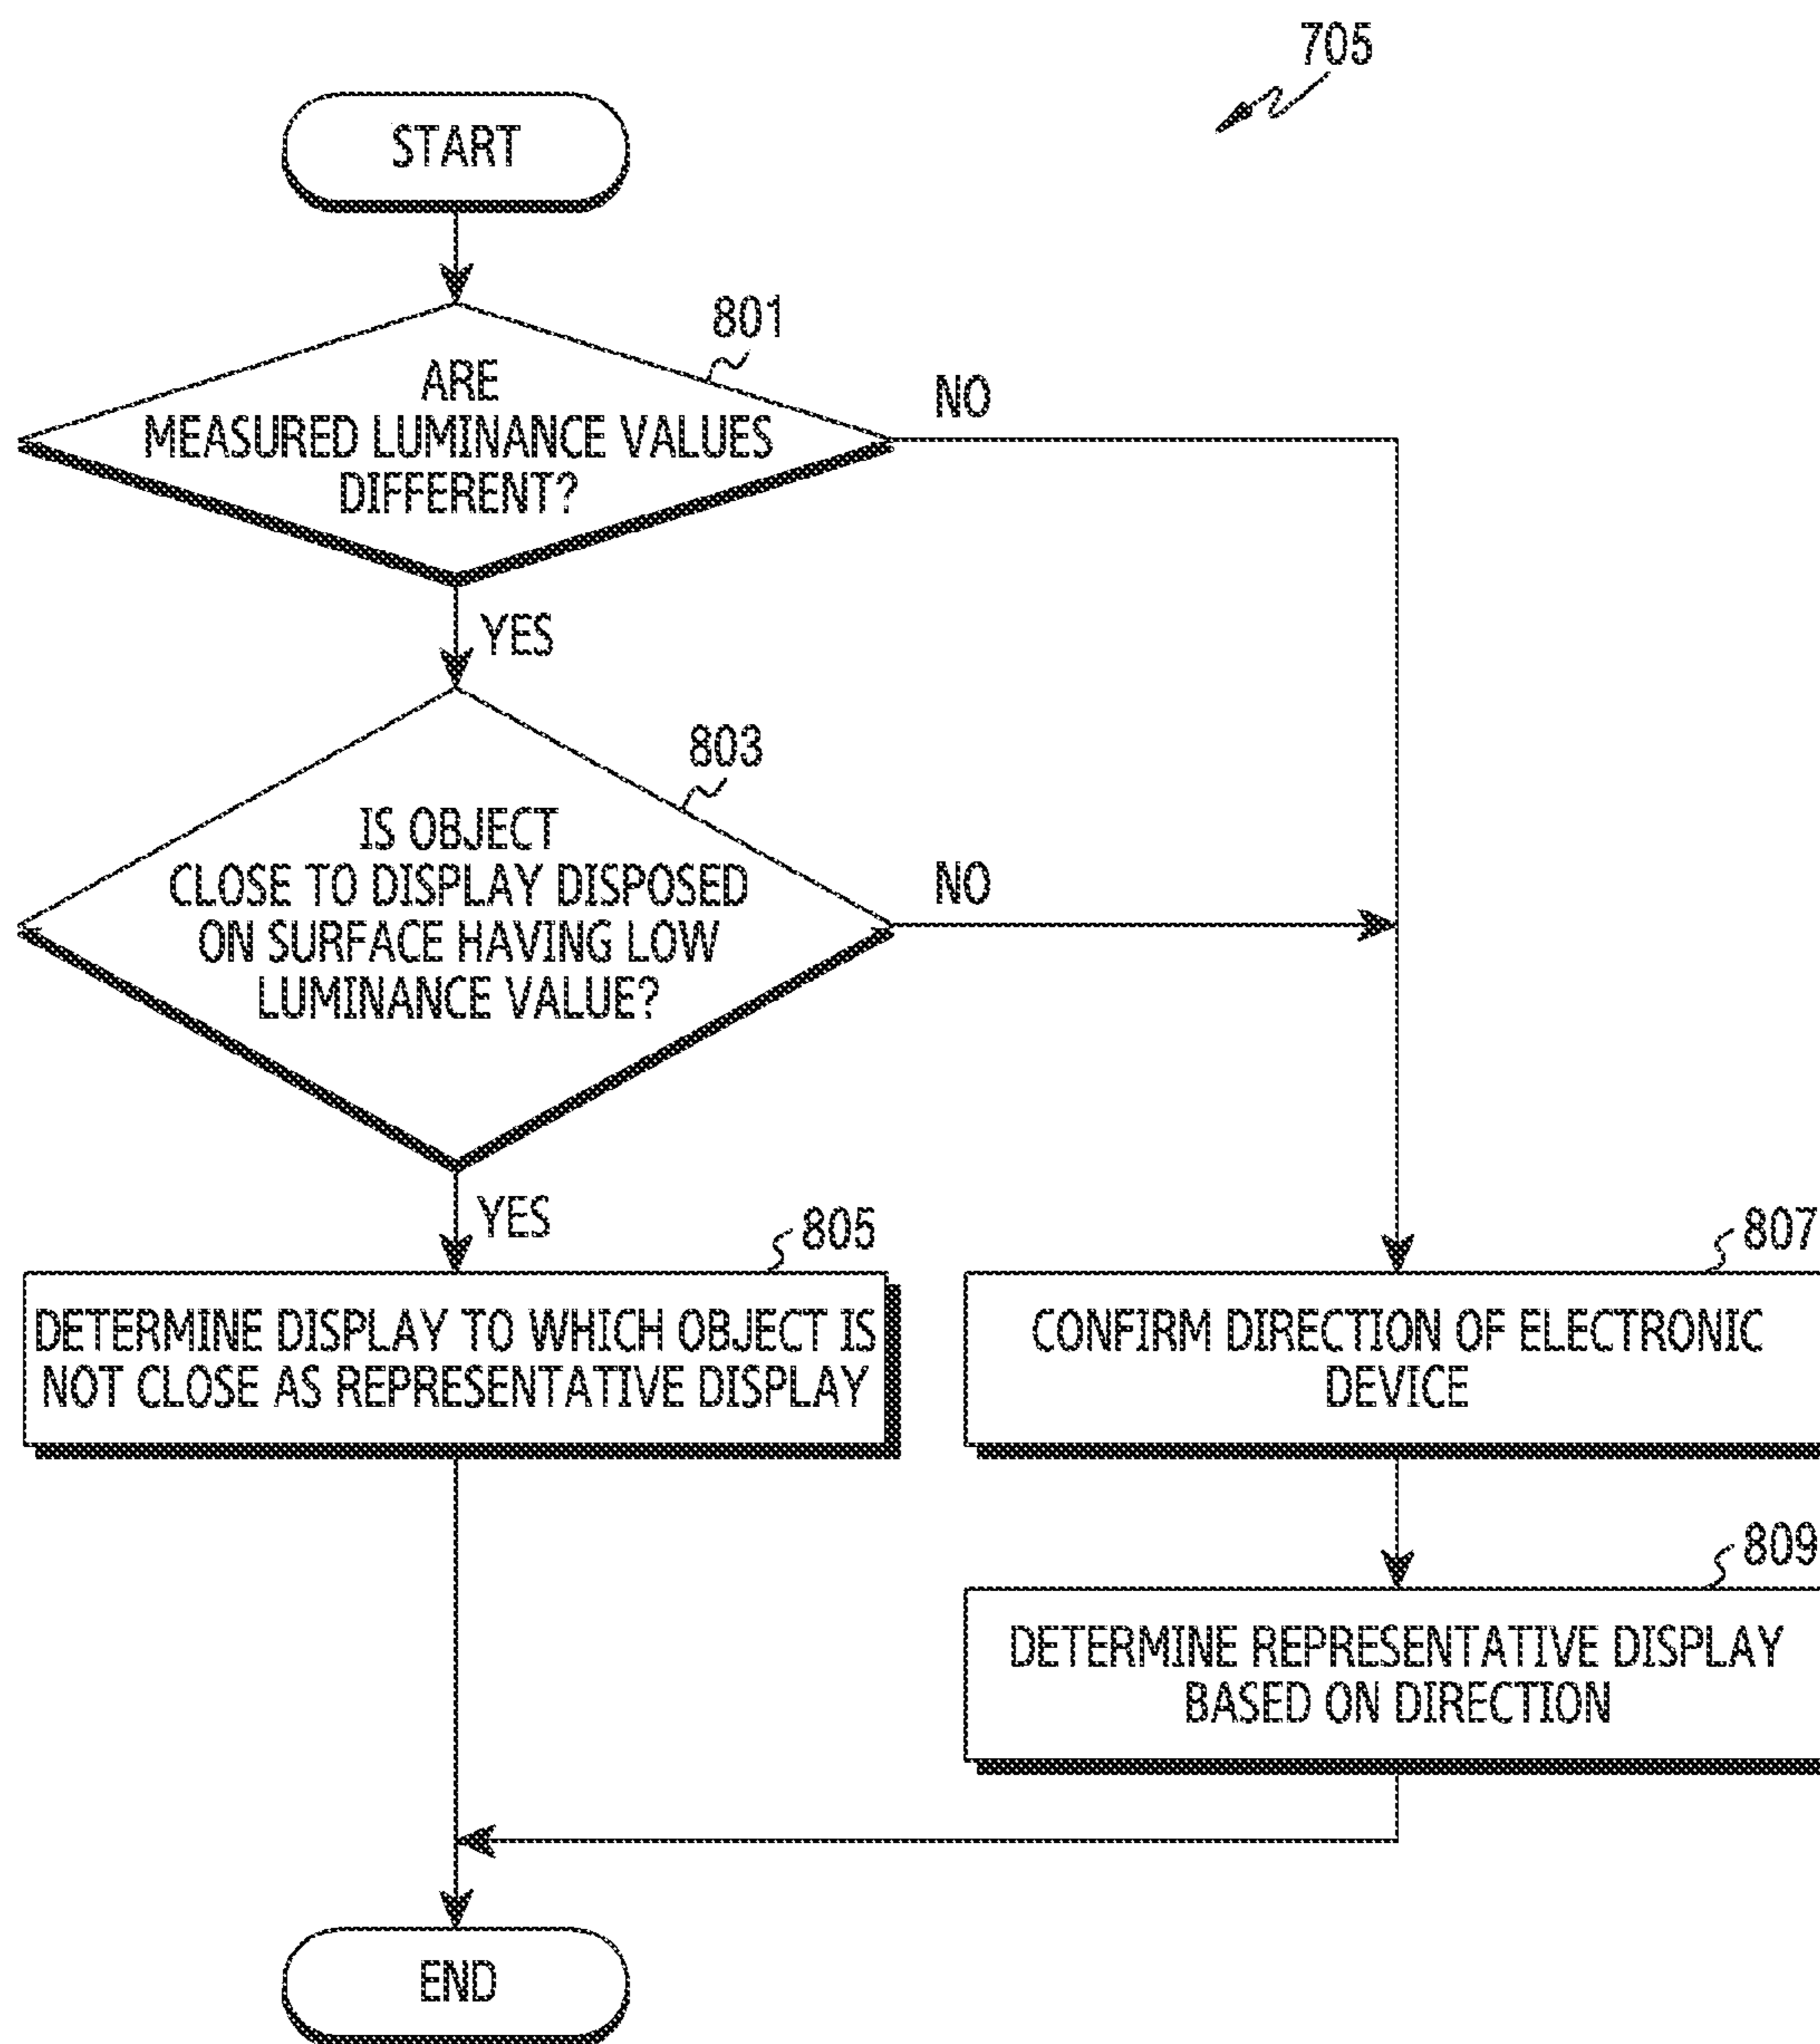 705
START
801
ARE
MEASURED LUMINANCE VALUES
DIFFERENT?
NO
YES
803
IS OBJECT
CLOSE TO DISPLAY DISPOSED
ON SURFACE HAVING LOW
LUMINANCE VALUE?
NO
YES
805
DETERMINE DISPLAY TO WHICH OBJECT IS
NOT CLOSE AS REPRESENTATIVE DISPLAY
807
CONFIRM DIRECTION OF ELECTRONIC
DEVICE
809
DETERMINE REPRESENTATIVE DISPLAY
BASED ON DIRECTION
END